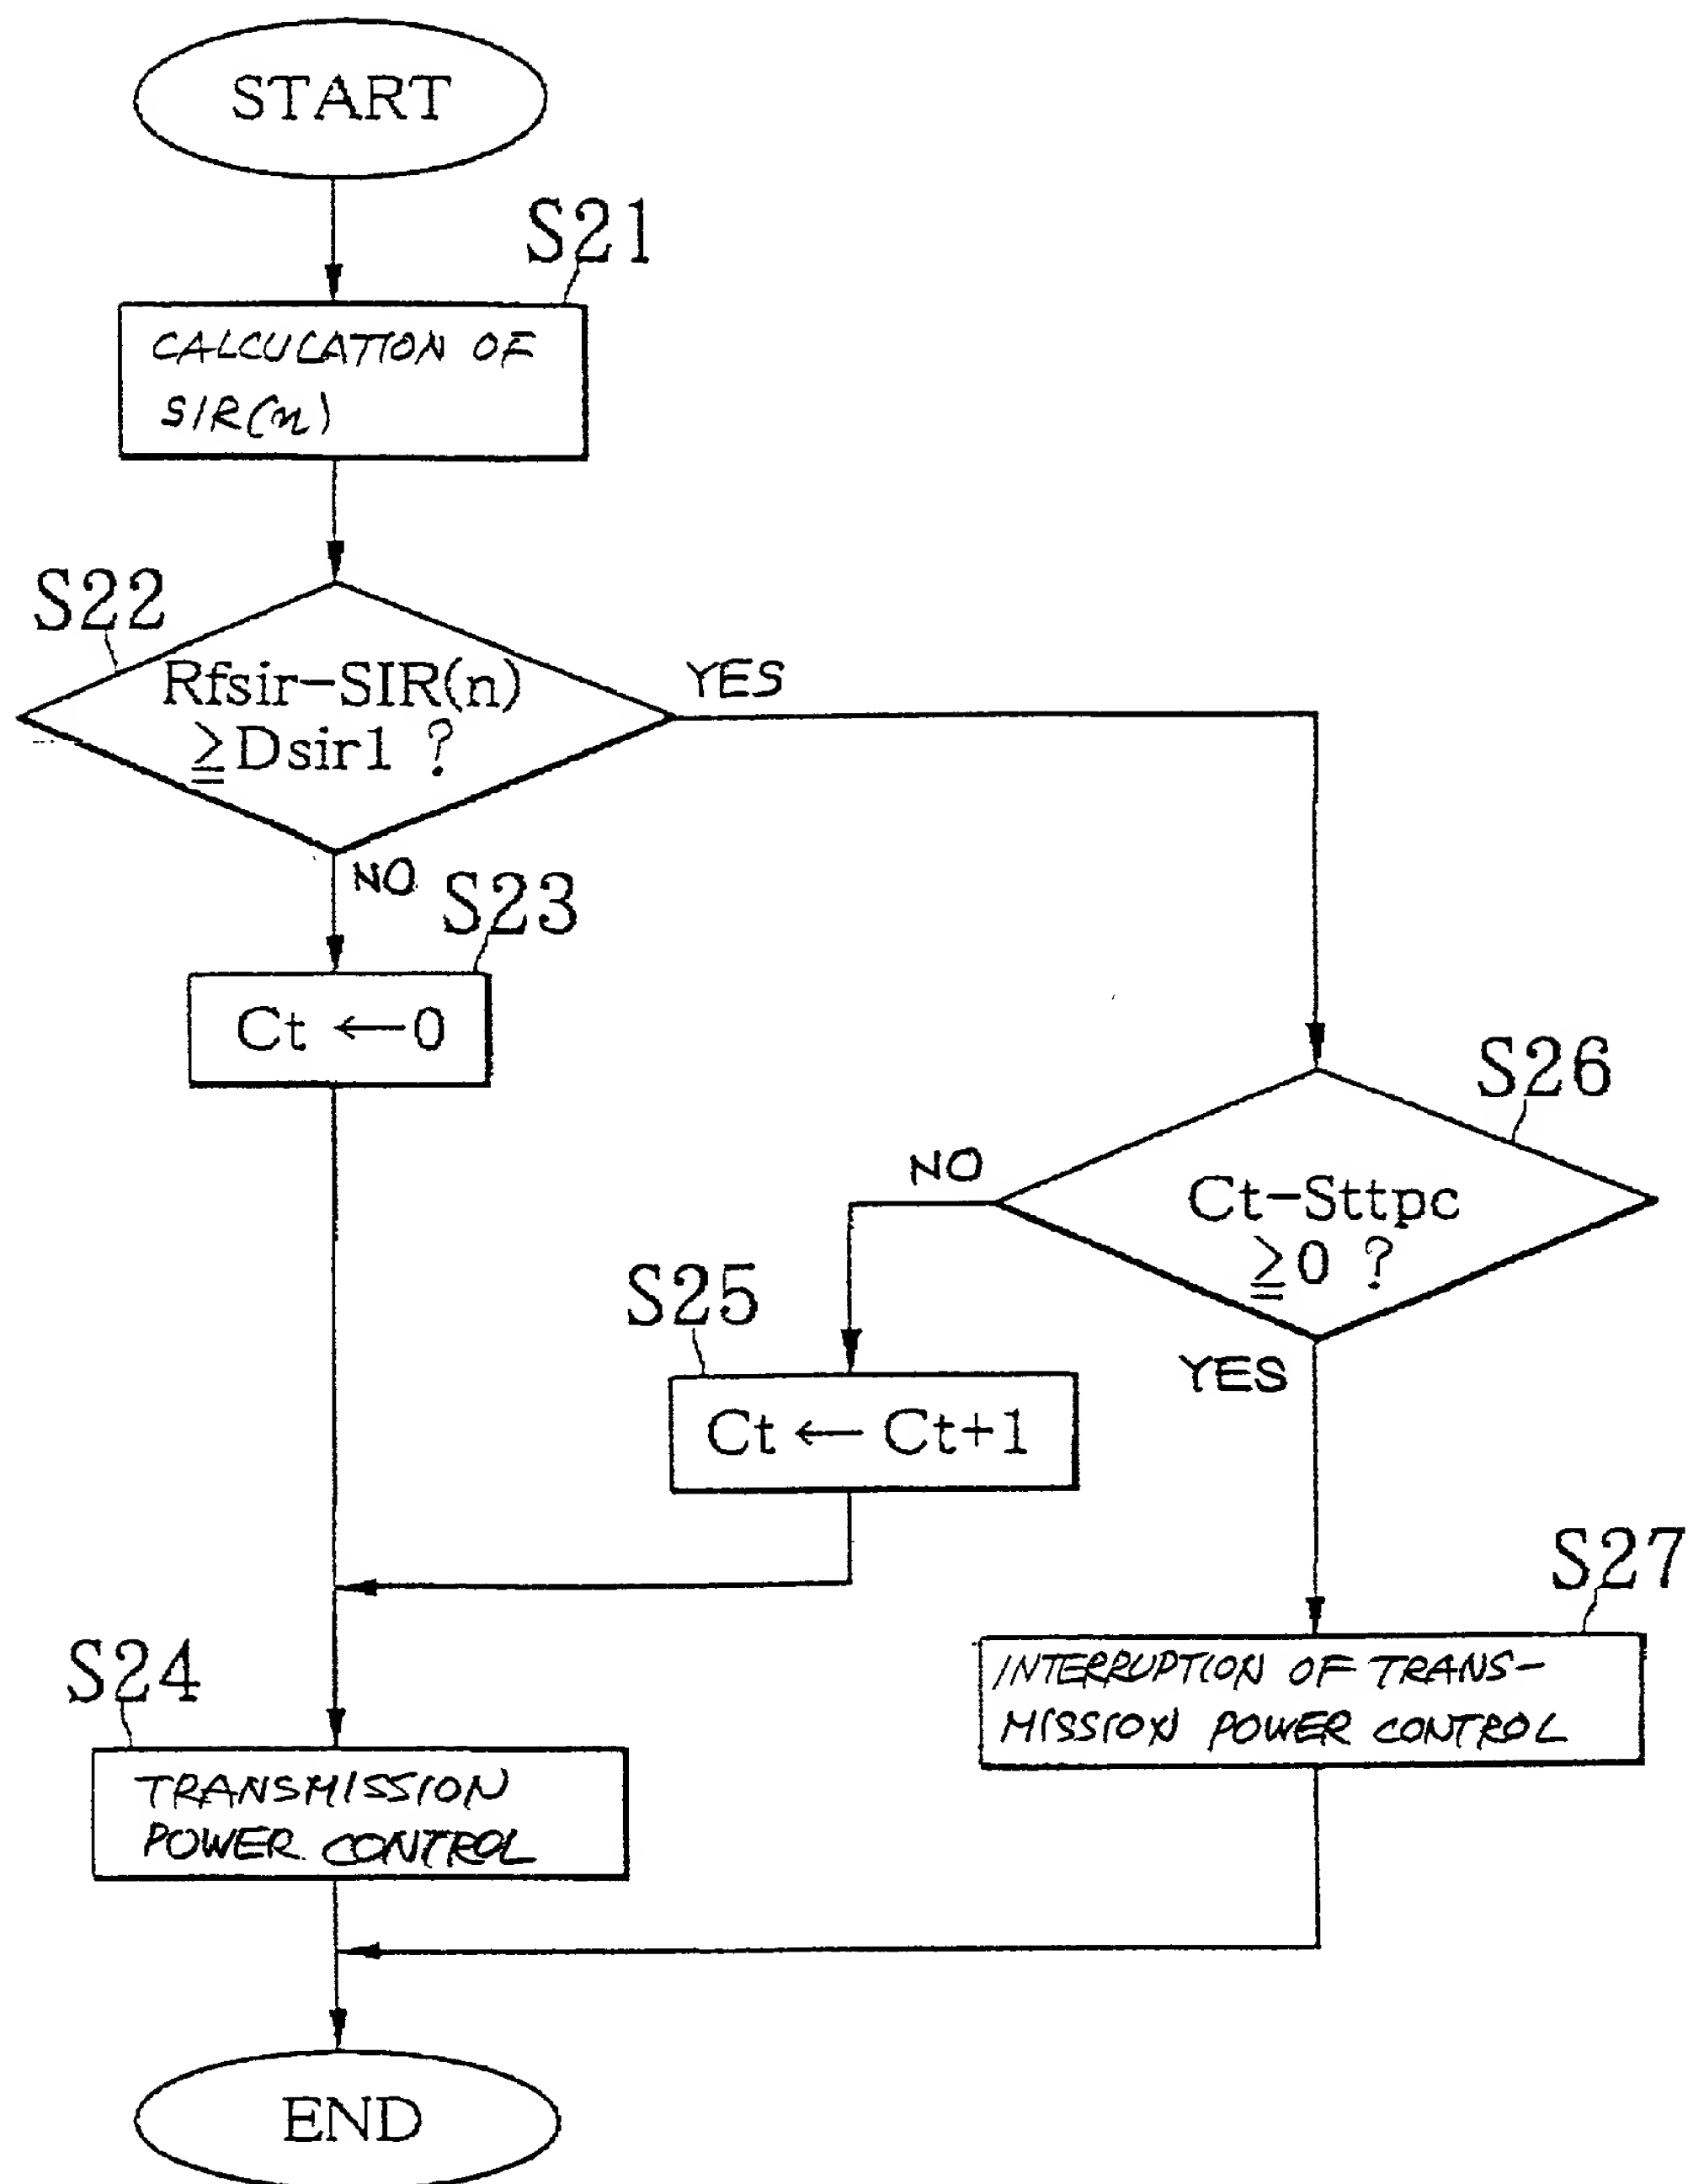 START
S21
CALCULATION OF
SIR(n)
S22
Rfsir-SIR(n)
≧Dsir1 ?
YES
NO
S23
Ct ←0
S26
Ct-Sttpc
≧0 ?
NO
YES
S25
Ct ← Ct+1
S27
INTERRUPTION OF TRANS-
MISSION POWER CONTROL
S24
TRANSMISSION
POWER CONTROL
END